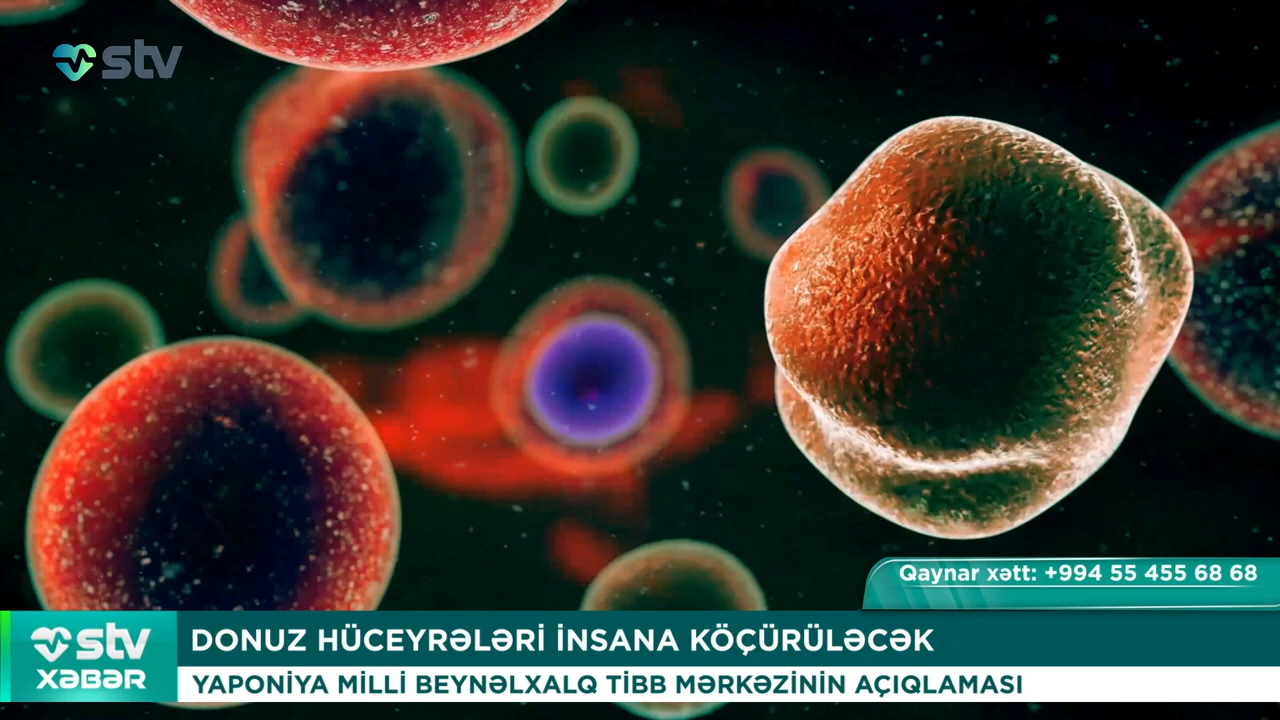 stv
Qaynar xətt: +994 55 455 68 68
stv
XƏBƏR
DONUZ HÜCEYRƏLƏRİ İNSANA KÖÇÜRÜLƏCƏK
YAPONİYA MİLLİ BEYNƏLXALQ TİBB MƏRKƏZİNİN AÇIQLAMASI